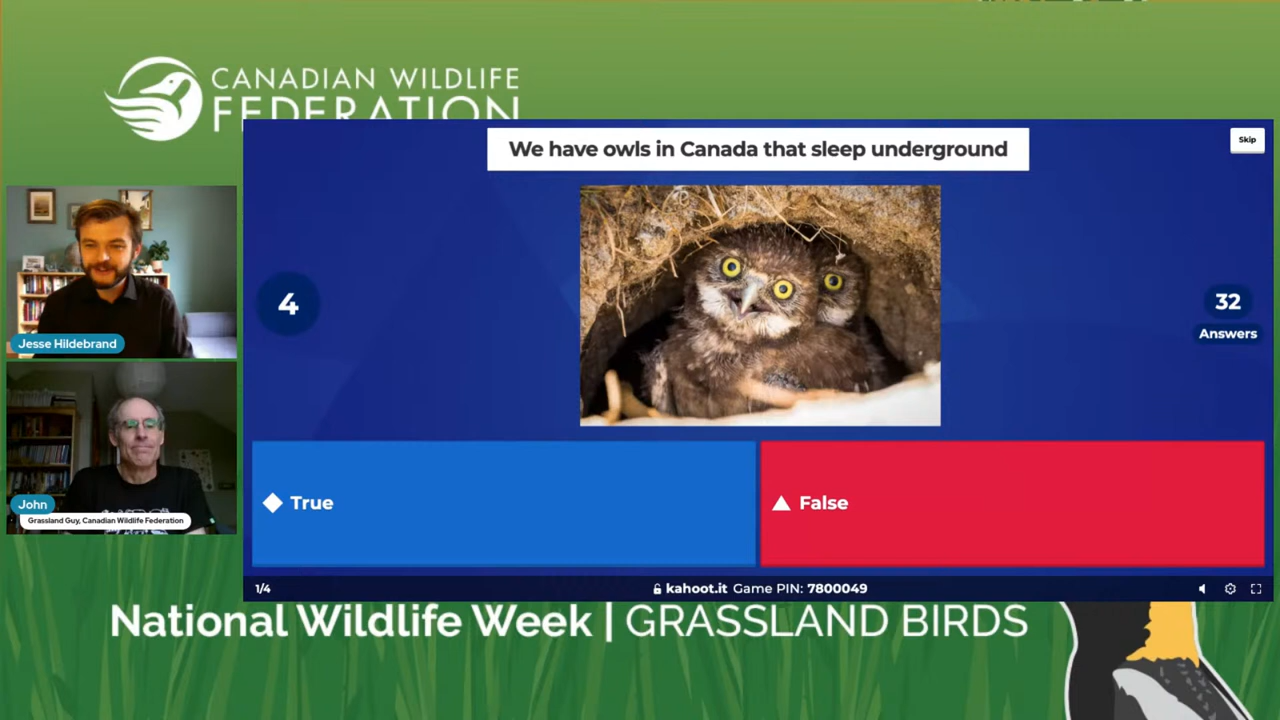 CANADIAN WILDLIFE
FEDERATION
We have owls in Canada that sleep underground
Skip
4
32
Answers
Jesse Hildebrand
John
Grassland Guy, Canadian Wildlife Federation
True
False
1/4
kahoot.it Game PIN: 7800049
National Wildlife Week | GRASSLAND BIRDS